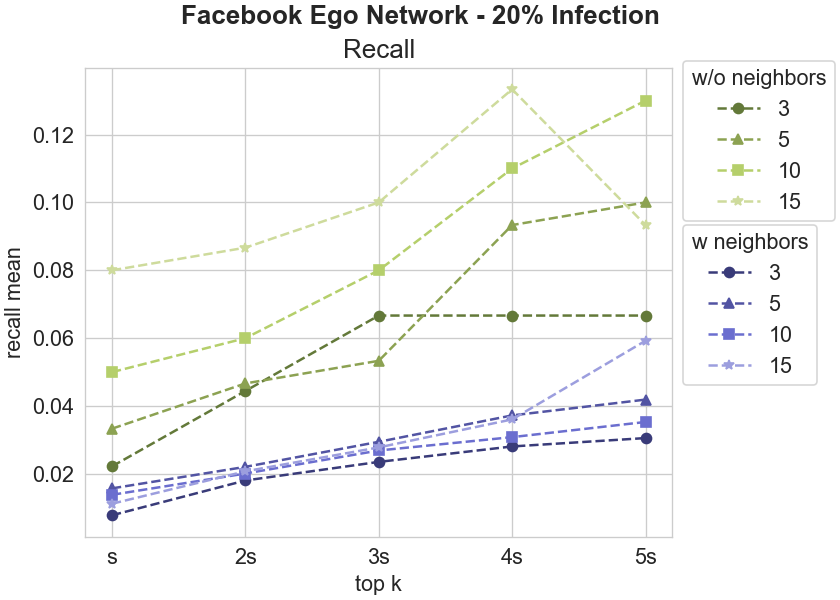 Facebook Ego Network - 20% Infection
Recall
w/o neighbors
3
5
10
15
w neighbors
3
5
10
15
recall mean
0.12
0.10
0.08
0.06
0.04
0.02
s 2s 3s 4s 5s
top k